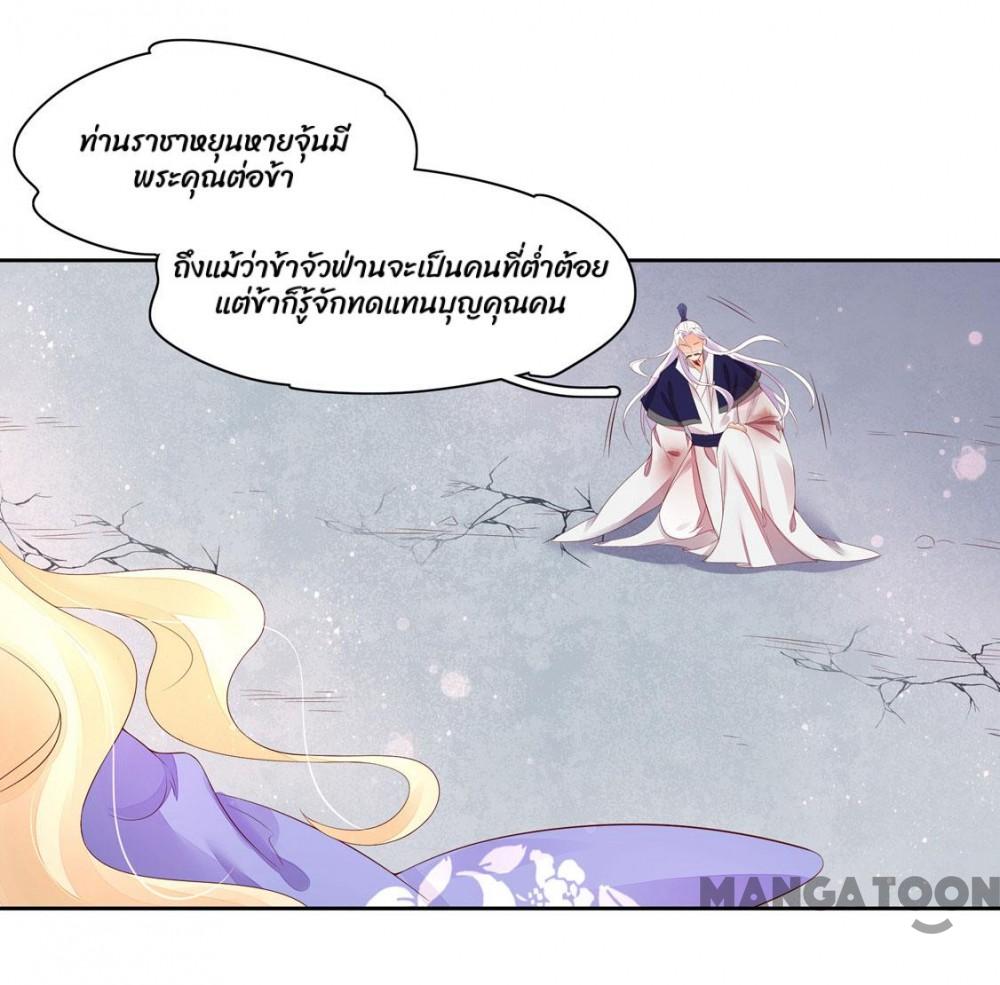 ท่านราชาหยุนหายจุ้นมี
พระคุณต่อข้า
ถึงแม้ว่าข้าจัวฟ่านจะเป็นคนที่ต่ำต้อย
แต่ข้าก็รู้จักทดแทนบุญคุณคน
MANGATOON